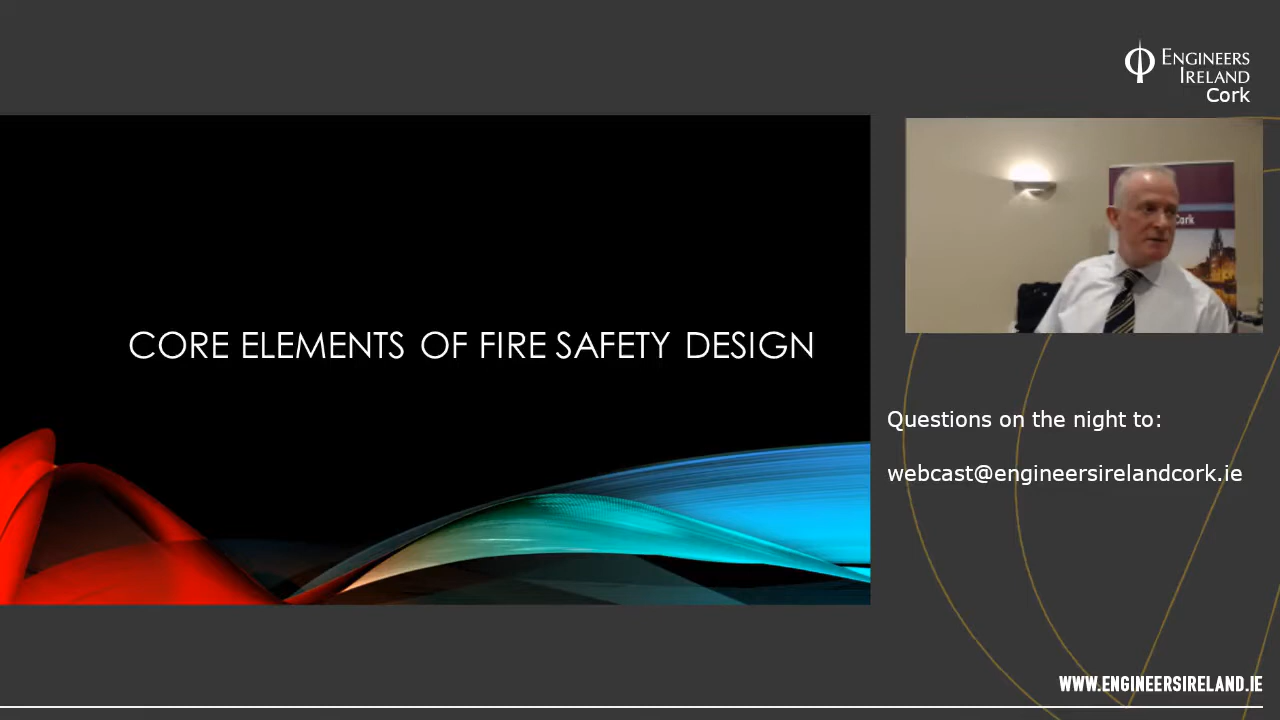 ENGINEERS
IRELAND
Cork
Cork
CORE ELEMENTS OF FIRE SAFETY DESIGN
Questions on the night to:
webcast@engineersirelandcork.ie
WWW.ENGINEERSIRELAND.IE